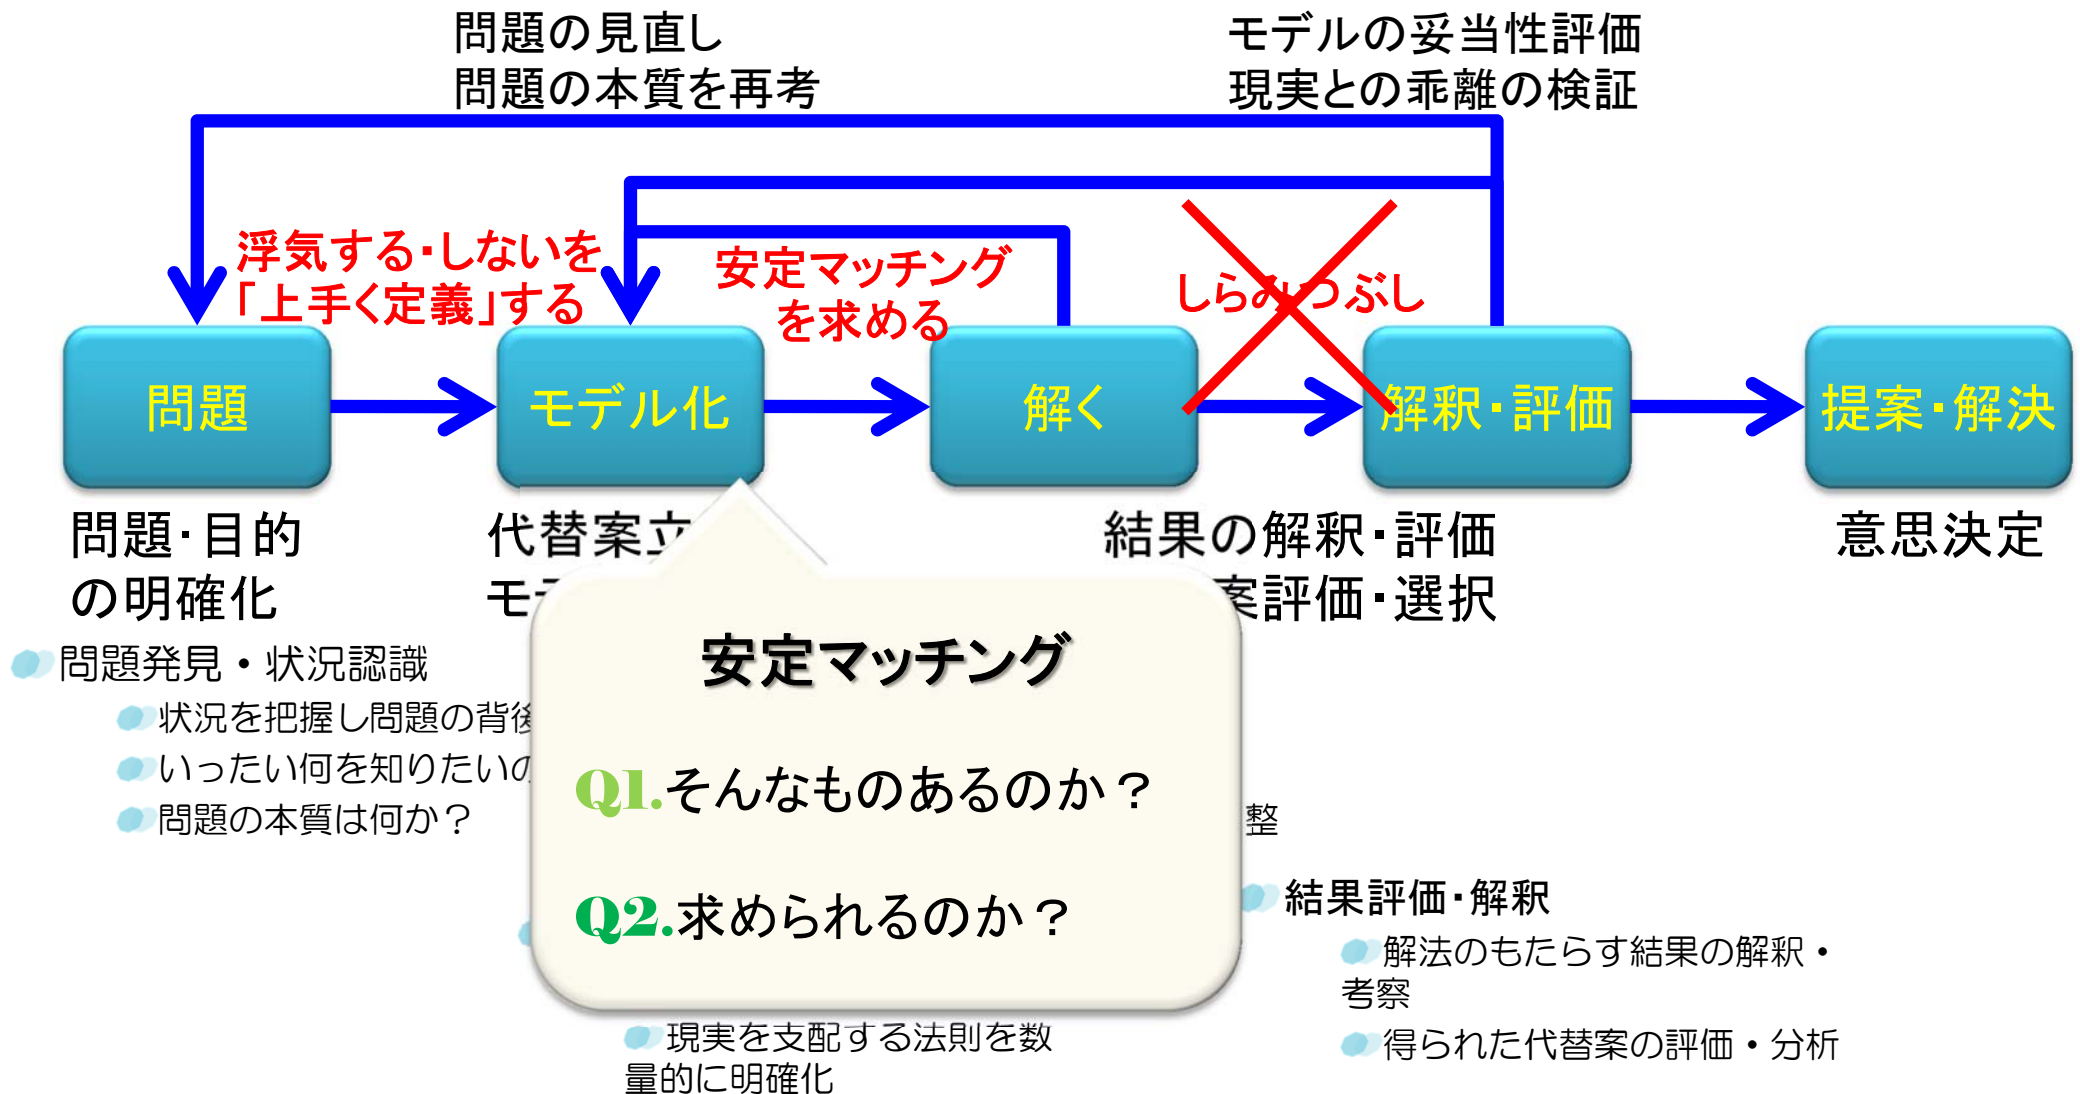 問題の見直し
問題の本質を再考
モデルの妥当性評価
現実との乖離の検証
浮気する・しないを
「上手く定義」する
安定マッチング
を求める
しらみつぶし
問題
モデル化
解く
解釈・評価
提案・解決
問題・目的
の明確化
代替案立
モ
結果の解釈・評価
案評価・選択
意思決定
問題発見・状況認識
状況を把握し問題の背後
いったい何を知りたいの
問題の本質は何か？
安定マッチング
Q1.そんなものあるのか？
Q2.求められるのか？
整
結果評価・解釈
解法のもたらす結果の解釈・
考察
得られた代替案の評価・分析
現実を支配する法則を数
量的に明確化